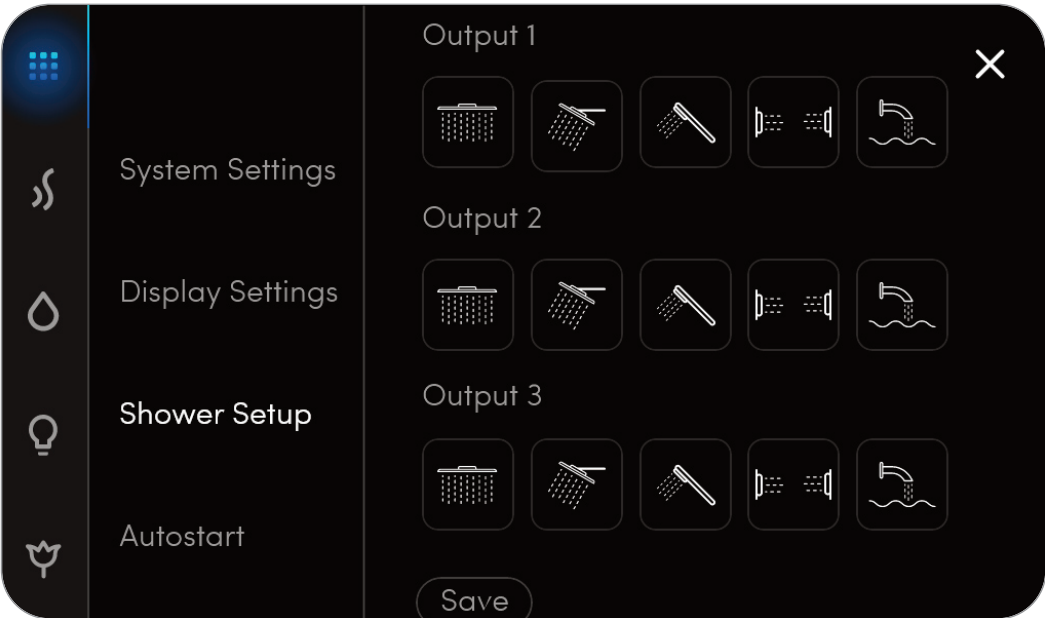 System Settings
Display Settings
Shower Setup
Autostart
Output 1
Output 2
Output 3
Save